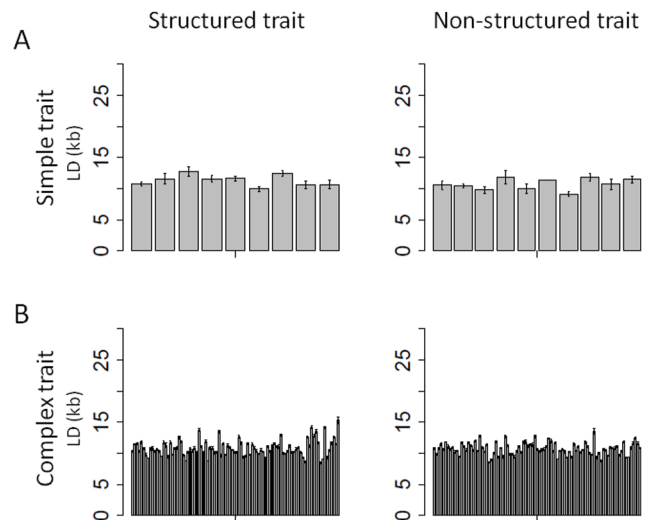 Structured trait Non-structured trait
A
Simple trait
LD (kb)
0 5 15 25
0 5 15 25
B
Complex trait
LD (kb)
0 5 15 25
0 5 15 25